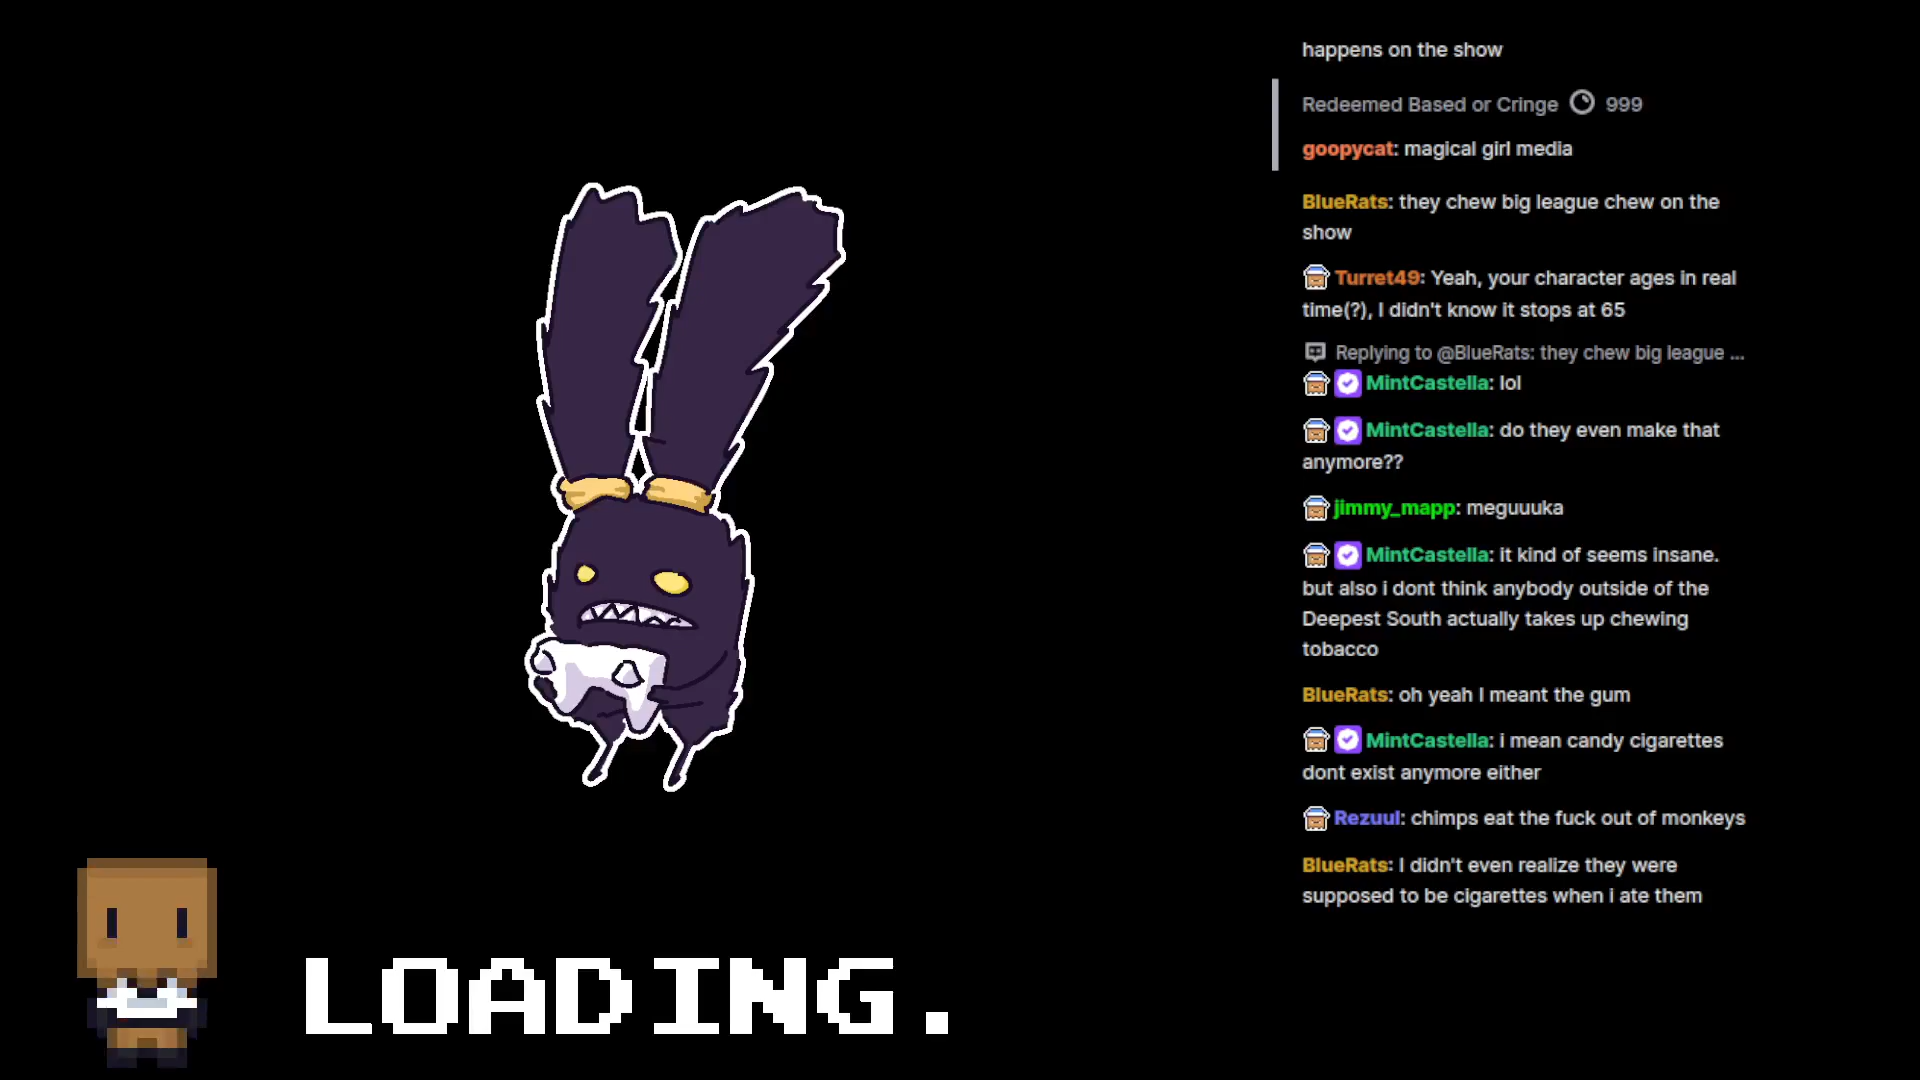 happens on the show
Redeemed Based or Cringe 999
goopycat: magical girl media
BlueRats: they chew big league chew on the
show
Turret49: Yeah, your character ages in real
time(?), I didn't know it stops at 65
Replying to @BlueRats: they chew big league ...
MintCastella: lol
MintCastella: do they even make that
anymore??
jimmy_mapp: meguuuka
MintCastella: it kind of seems insane.
but also i dont think anybody outside of the
Deepest South actually takes up chewing
tobacco
BlueRats: oh yeah I meant the gum
MintCastella: i mean candy cigarettes
dont exist anymore either
Rezuul: chimps eat the fuck out of monkeys
BlueRats: I didn't even realize they were
supposed to be cigarettes when i ate them
LOADING.